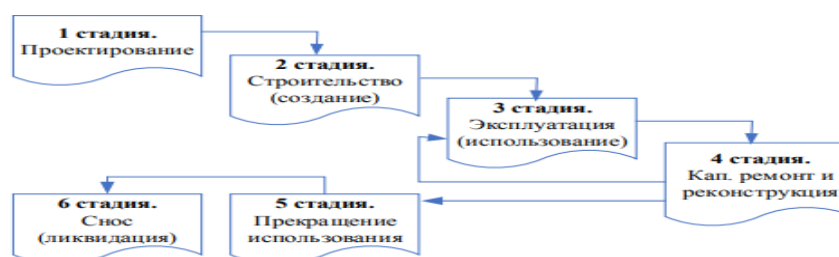 1 стадия.
Проектирование
2 стадия.
Строительство
(создание)
3 стадия.
Эксплуатация
(использование)
4 стадия.
Кап. ремонт и
реконструкция
5 стадия.
Прекращение
использования
6 стадия.
Снос
(ликвидация)